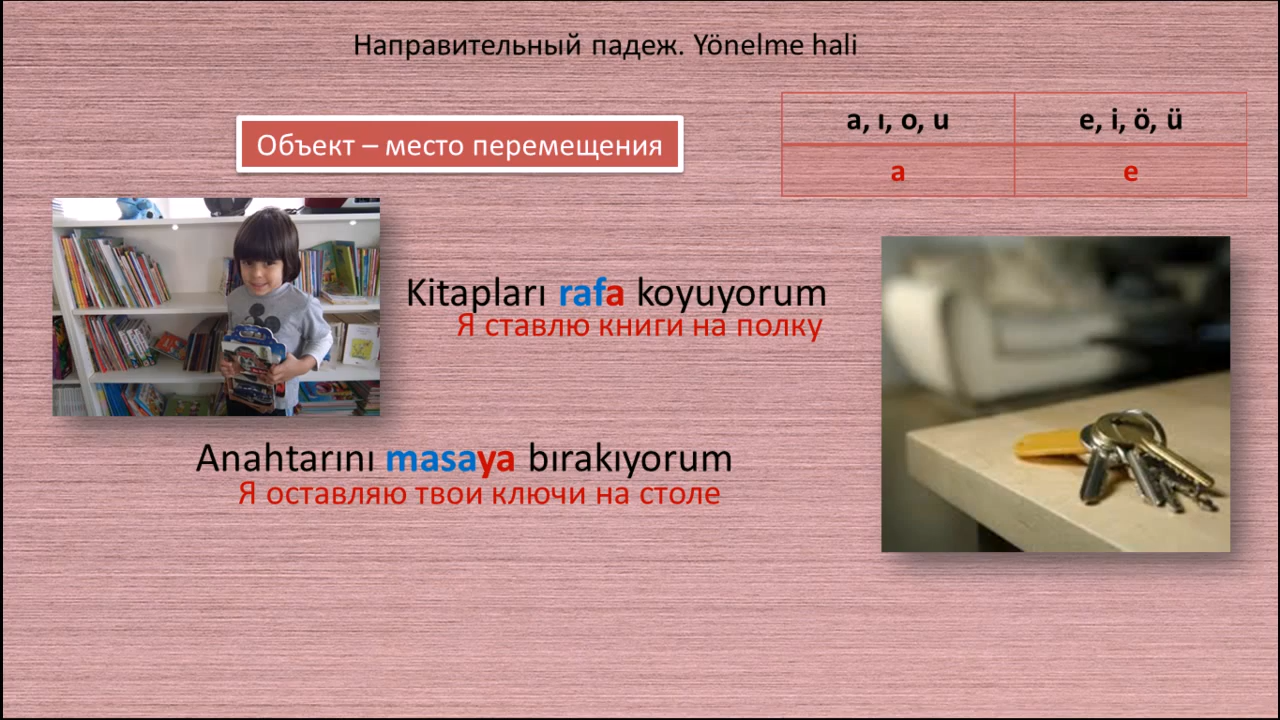 Направительный падеж. Yönelme hali
Объект – место перемещения
a, ı, o, u
e, i, ö, ü
a
e
Kitapları rafa koyuyorum
Я ставлю книги на полку
Anahtarını masaya bırakıyorum
Я оставляю твои ключи на столе